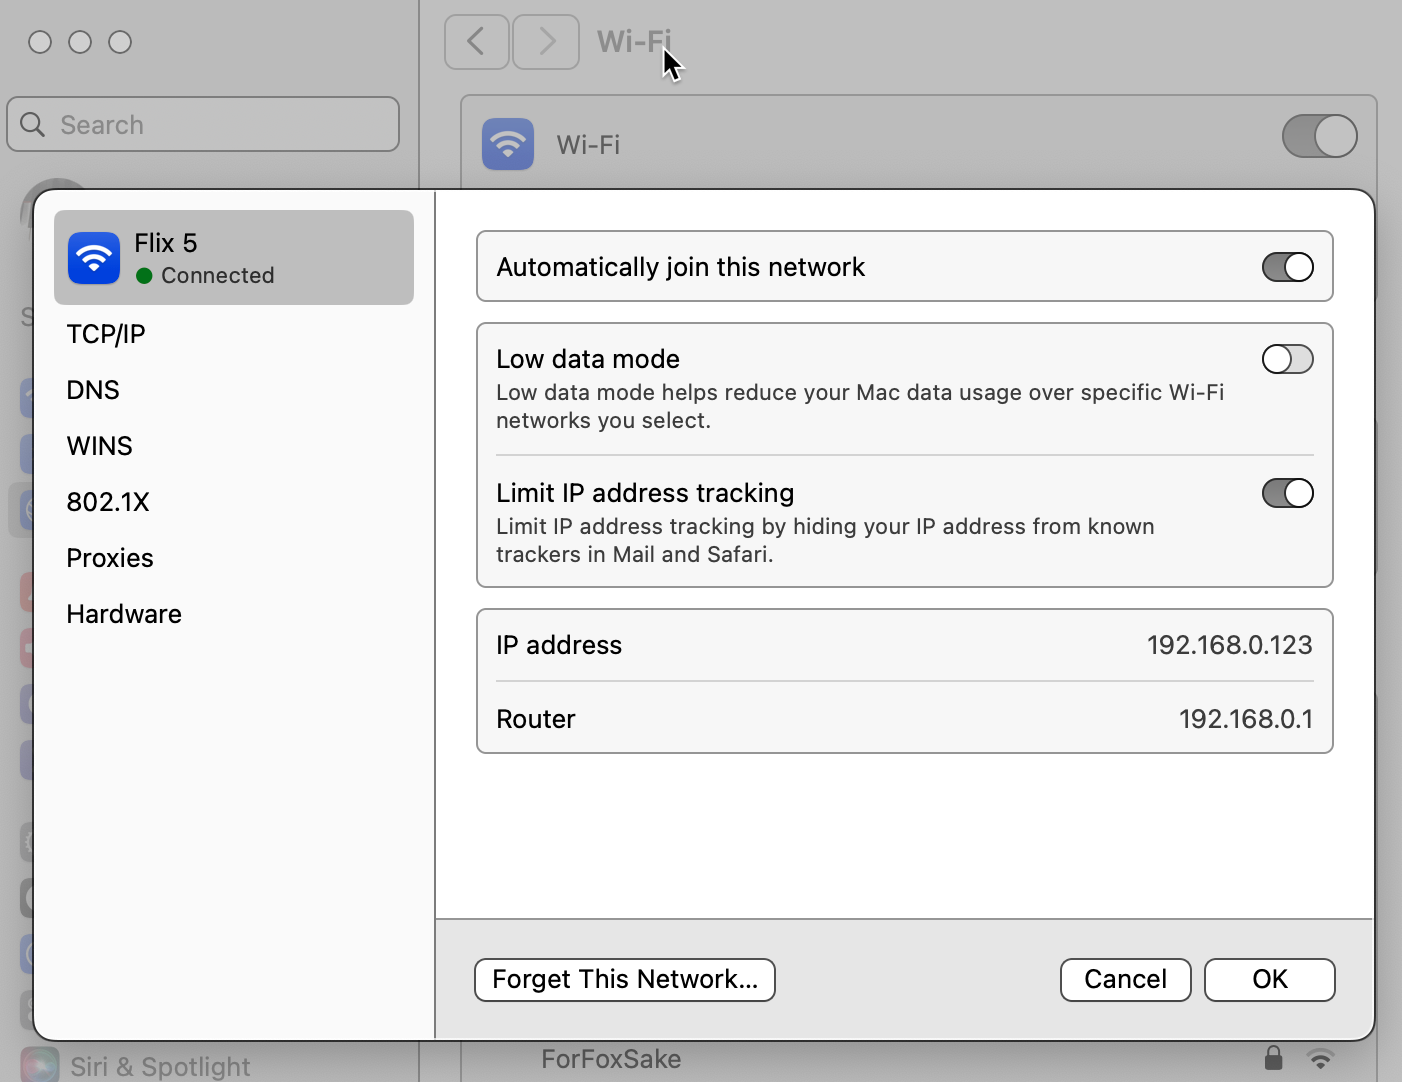 Wi-Fi
Search
Wi-Fi
Flix 5
Connected
TCP/IP
DNS
WINS
802.1X
Proxies
Hardware
Automatically join this network
Low data mode
Low data mode helps reduce your Mac data usage over specific Wi-Fi
networks you select.
Limit IP address tracking
Limit IP address tracking by hiding your IP address from known
trackers in Mail and Safari.
IP address 192.168.0.123
Router 192.168.0.1
Forget This Network...
Cancel
OK
Siri & Spotlight
ForFoxSake